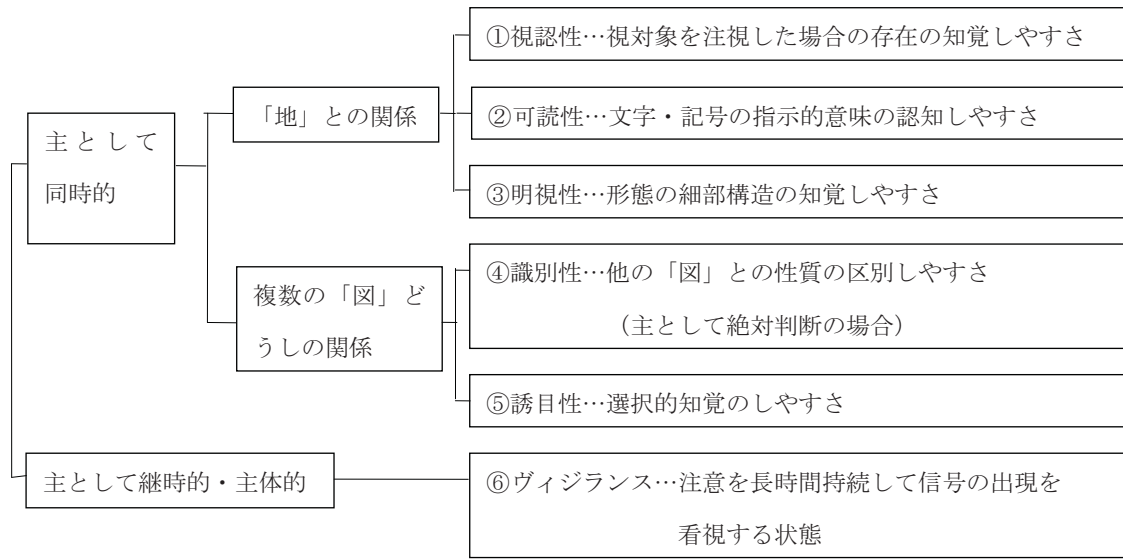 主として
同時的
「地」との関係
①視認性…視対象を注視した場合の存在の知覚しやすさ
②可読性…文字・記号の指示的意味の認知しやすさ
③明視性…形態の細部構造の知覚しやすさ
複数の「図」ど
うしの関係
④識別性…他の「図」との性質の区別しやすさ
（主として絶対判断の場合）
⑤誘目性…選択的知覚のしやすさ
主として継時的・主体的
⑥ヴィジランス…注意を長時間持続して信号の出現を
看視する状態